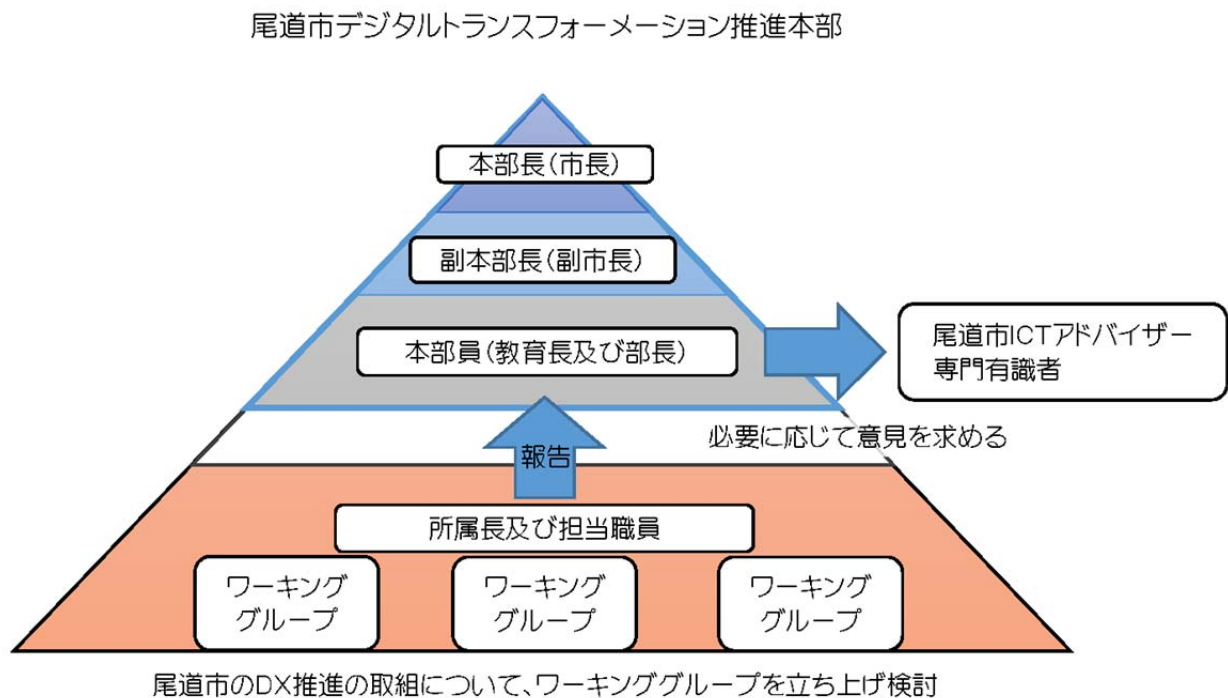 尾道市デジタルトランスフォーメーション推進本部
本部長(市長)
副本部長(副市長)
本部員(教育長及び部長)
尾道市ICTアドバイザー
専門有識者
必要に応じて意見を求める
報告
所属長及び担当職員
ワーキング
グループ
ワーキング
グループ
ワーキング
グループ
尾道市のDX推進の取組について、ワーキンググループを立ち上げ検討